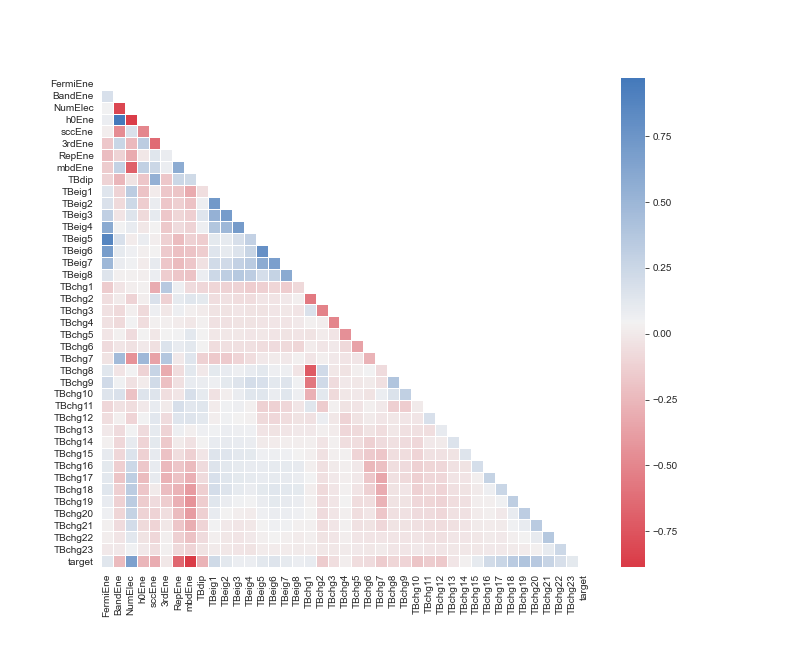 FermiEne
BandEne
NumElec
h0Ene
sccEne
3rdEne
RepEne
mbdEne
TBdip
TBeig1
TBeig2
TBeig3
TBeig4
TBeig5
TBeig6
TBeig7
TBeig8
TBchg1
TBchg2
TBchg3
TBchg4
TBchg5
TBchg6
TBchg7
TBchg8
TBchg9
TBchg10
TBchg11
TBchg12
TBchg13
TBchg14
TBchg15
TBchg16
TBchg17
TBchg18
TBchg19
TBchg20
TBchg21
TBchg22
TBchg23
target
FermiEne
BandEne
NumElec
h0Ene
sccEne
3rdEne
RepEne
mbdEne
TBdip
TBeig1
TBeig2
TBeig3
TBeig4
TBeig5
TBeig6
TBeig7
TBeig8
TBchg1
TBchg2
TBchg3
TBchg4
TBchg5
TBchg6
TBchg7
TBchg8
TBchg9
TBchg10
TBchg11
TBchg12
TBchg13
TBchg14
TBchg15
TBchg16
TBchg17
TBchg18
TBchg19
TBchg20
TBchg21
TBchg22
TBchg23
target
0.75
0.50
0.25
0.00
−0.25
−0.50
−0.75